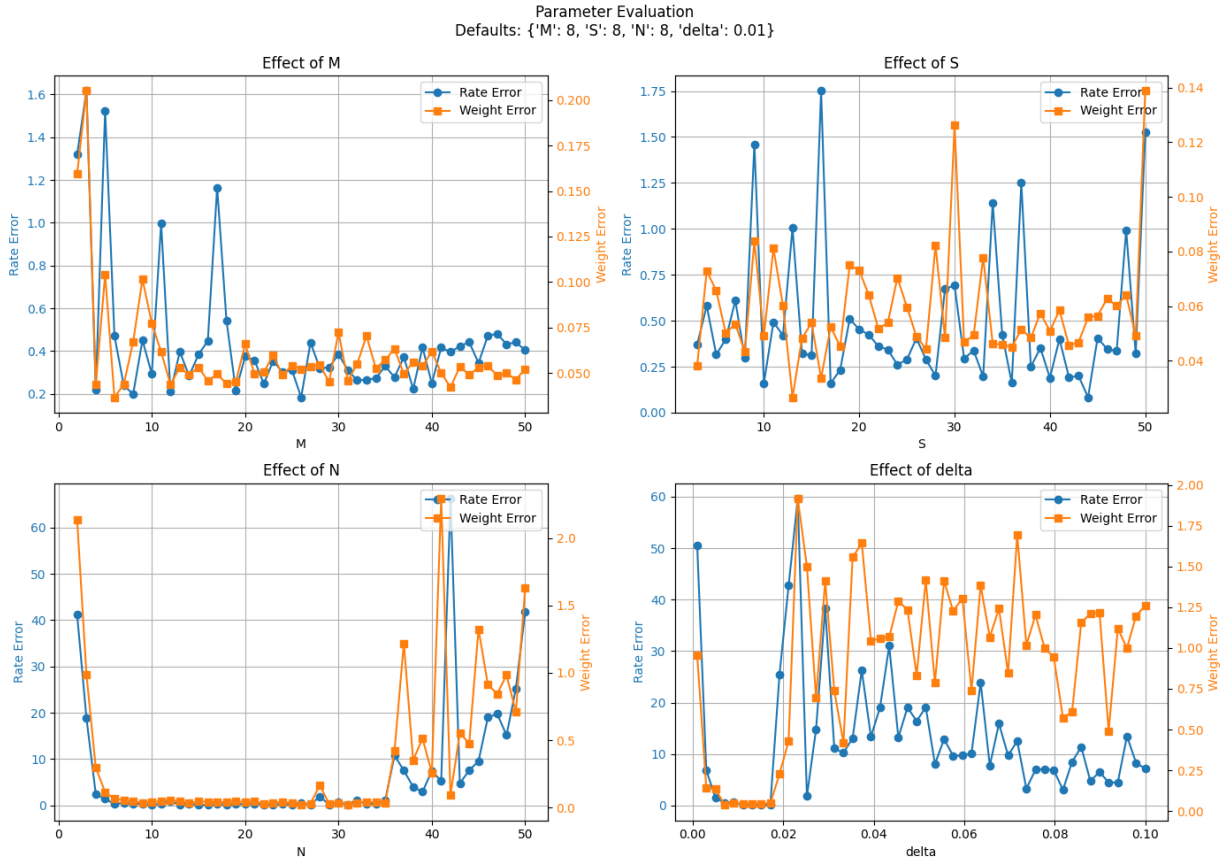 Parameter Evaluation
Defaults: {'M': 8, 'S': 8, 'N': 8, 'delta': 0.01}
Effect of M
Rate Error
Weight Error
1.6
1.4
1.2
1.0
0.8
0.6
0.4
0.2
Rate Error
0.200
0.175
0.150
0.125
0.100
0.075
0.050
Weight Error
0 10 20 30 40 50
M
Effect of S
Rate Error
Weight Error
1.75
1.50
1.25
1.00
0.75
0.50
0.25
0.00
Rate Error
0.14
0.12
0.10
0.08
0.06
0.04
Weight Error
10 20 30 40 50
S
Effect of N
Rate Error
Weight Error
60
50
40
30
20
10
0
Rate Error
2.0
1.5
1.0
0.5
0.0
Weight Error
0 10 20 30 40 50
N
Effect of delta
Rate Error
Weight Error
60
50
40
30
20
10
0
Rate Error
2.00
1.75
1.50
1.25
1.00
0.75
0.50
0.25
0.00
Weight Error
0.00 0.02 0.04 0.06 0.08 0.10
delta